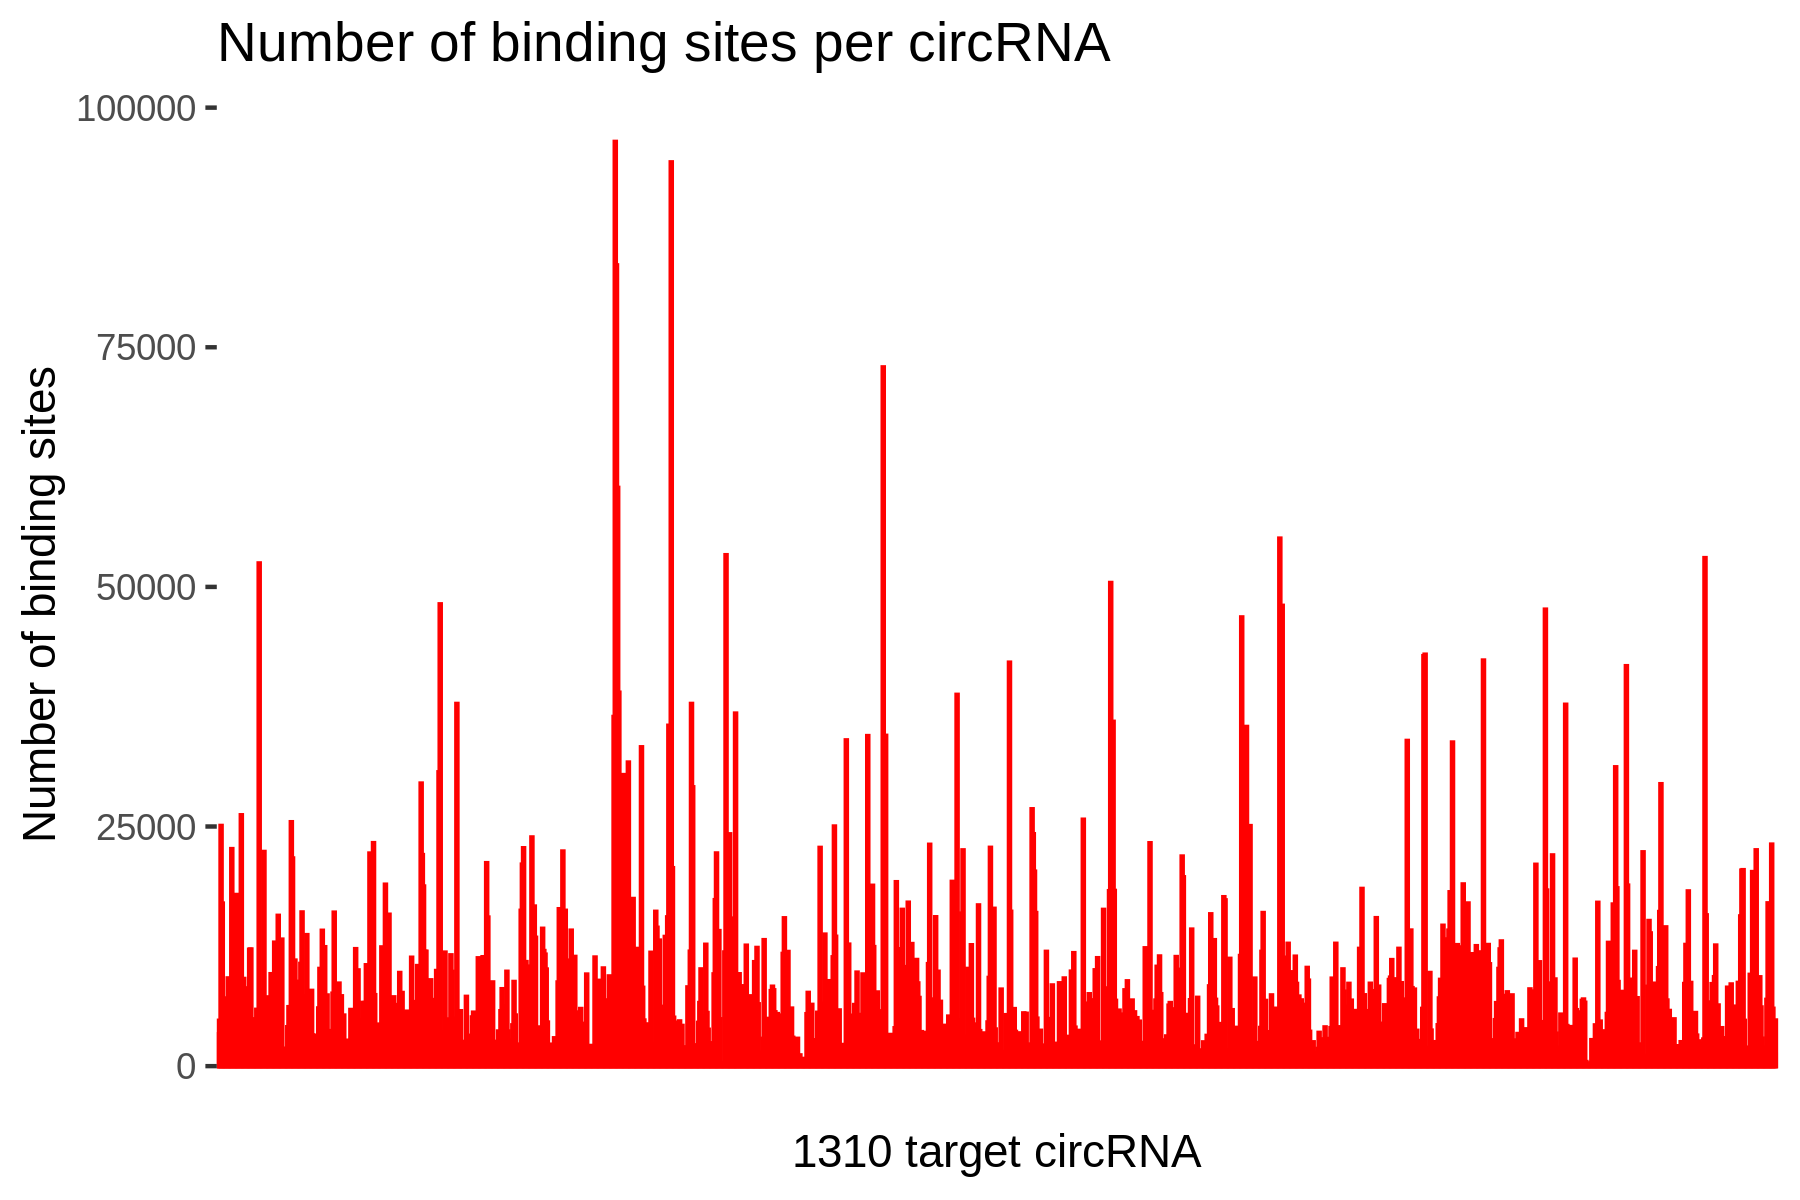 Number of binding sites per circRNA
100000
75000
50000
25000
0
Number of binding sites
1310 target circRNA